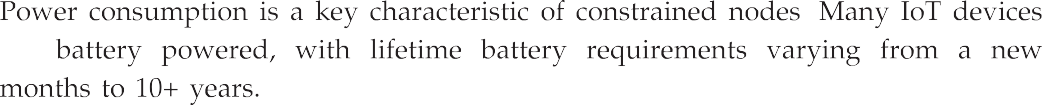 Power consumption is a key characteristic of constrained nodes Many IoT devices
battery powered, with lifetime battery requirements varying from a new
months to 10+ years.